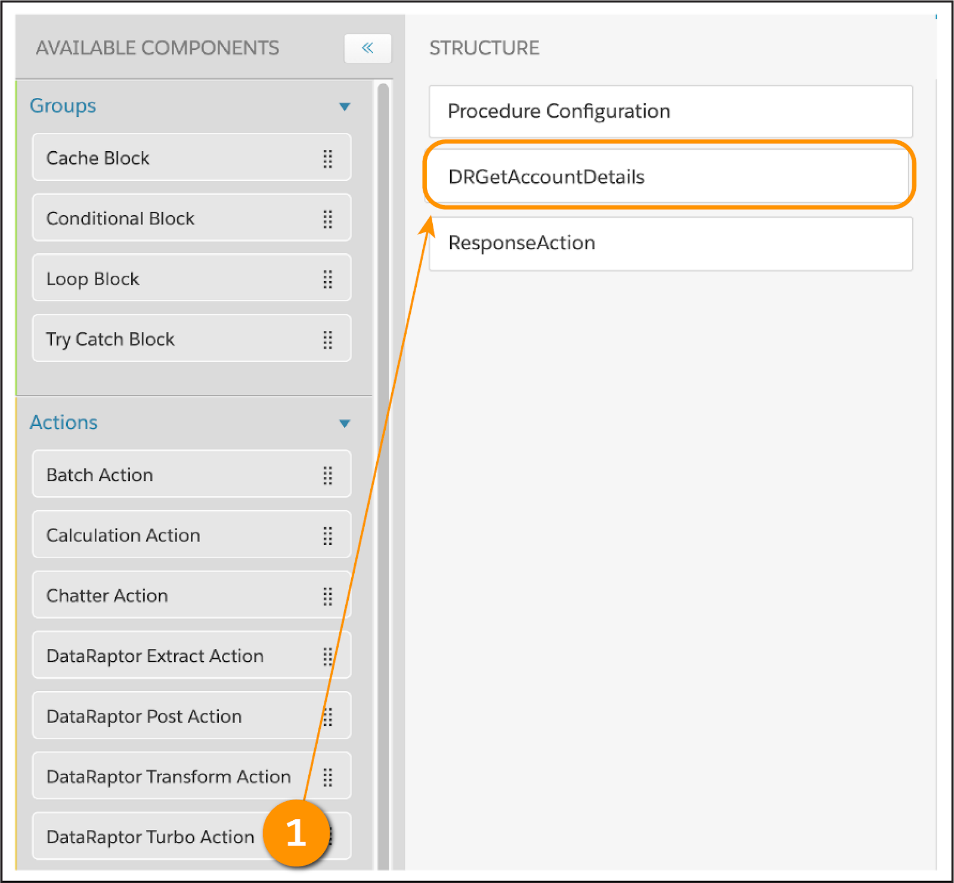 AVAILABLE COMPONENTS
«
Groups
Cache Block
Conditional Block
Loop Block
Try Catch Block
Actions
Batch Action
Calculation Action
Chatter Action
DataRaptor Extract Action
DataRaptor Post Action
DataRaptor Transform Action
DataRaptor Turbo Action
1
STRUCTURE
Procedure Configuration
DRGetAccountDetails
ResponseAction